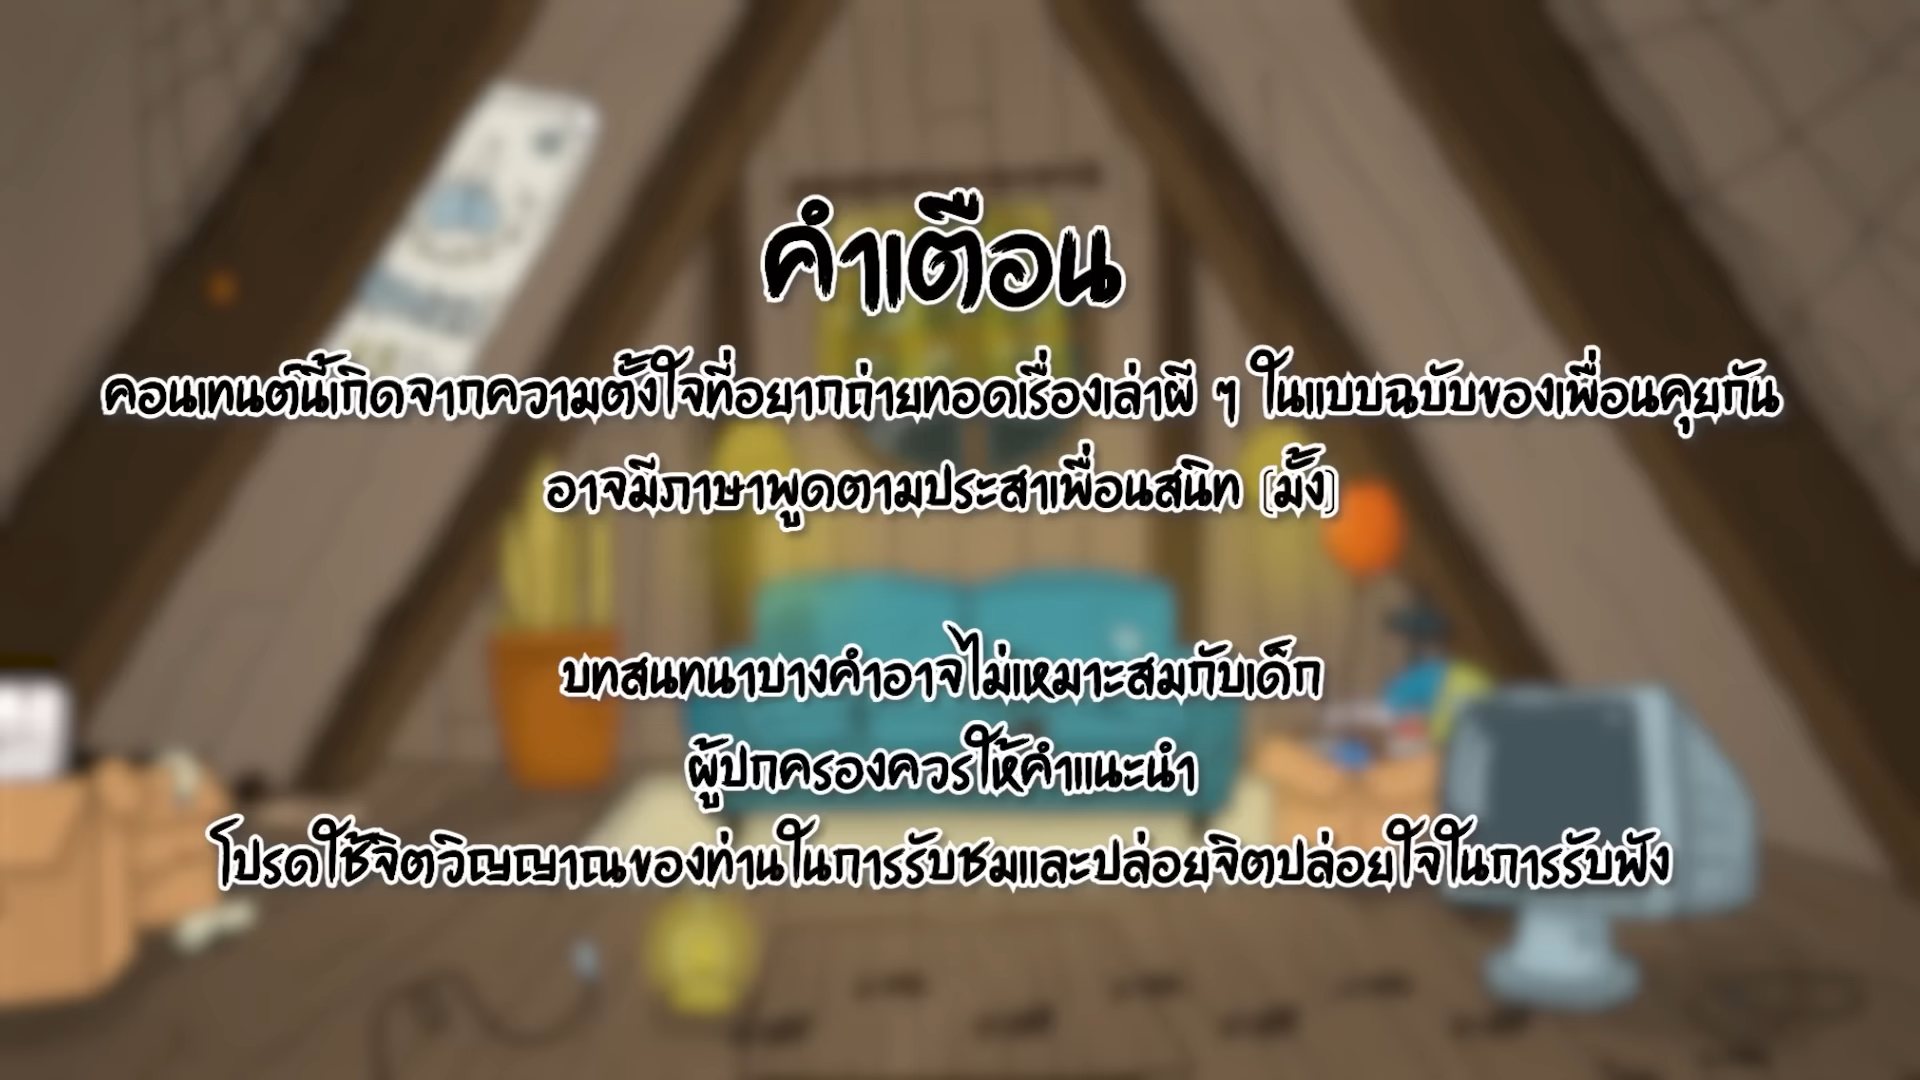 คำเตือน
คอนเทนต์นี้เกิดจากความตั้งใจที่อยากถ่ายทอดเรื่องเล่าผี ๆ ในแบบฉบับของเพื่อนคุยกัน
อาจมีภาษาพูดตามประสาเพื่อนสนิท (มั้ง)
บทสนทนาบางคำอาจไม่เหมาะสมกับเด็ก
ผู้ปกครองควรให้คำแนะนำ
โปรดใช้จิตวิญญาณของท่านในการรับชมและปล่อยจิตปล่อยใจในการรับฟัง